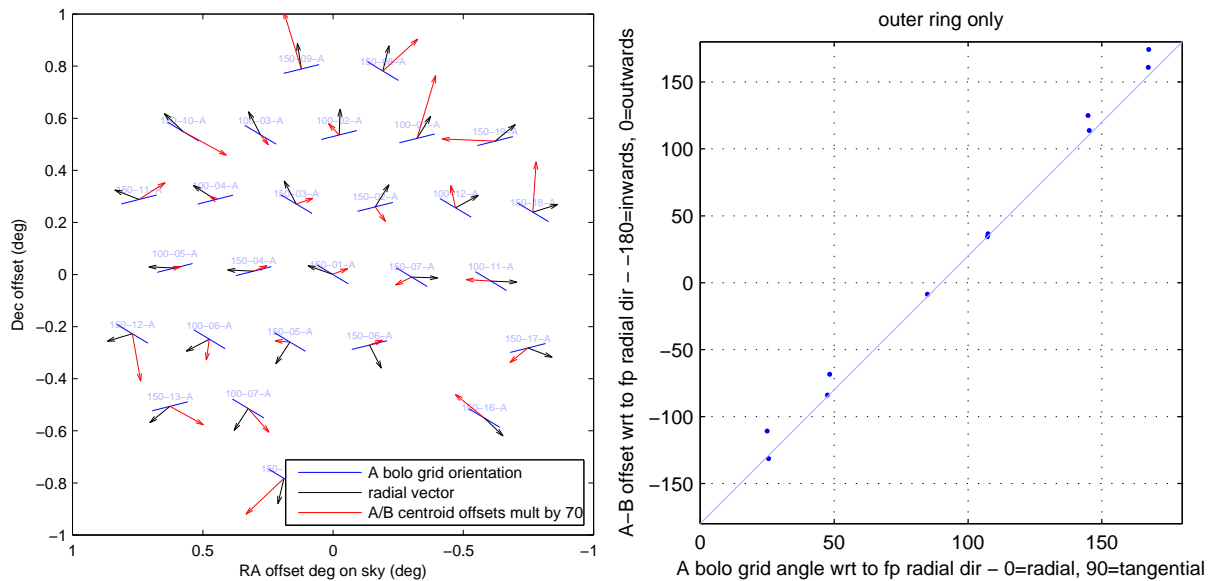 1
0.8
0.6
0.4
0.2
0
−0.2
−0.4
−0.6
−0.8
−1
Dec offset (deg)
1
0.5
0
−0.5
−1
RA offset deg on sky (deg)
150−09−A
150−10−A
100−03−A
100−02−A
150−19−A
150−11−A
100−04−A
150−03−A
150−02−A
100−12−A
150−18−A
100−05−A
150−04−A
150−01−A
150−07−A
100−11−A
150−12−A
100−06−A
150−05−A
150−06−A
150−17−A
150−13−A
100−07−A
150−16−A
A bolo grid orientation
radial vector
A/B centroid offsets mult by 70
outer ring only
A−B offset wrt to fp radial dir − −180=inwards, 0=outwards
150
100
50
0
−50
−100
−150
0
50
100
150
A bolo grid angle wrt to fp radial dir − 0=radial, 90=tangential